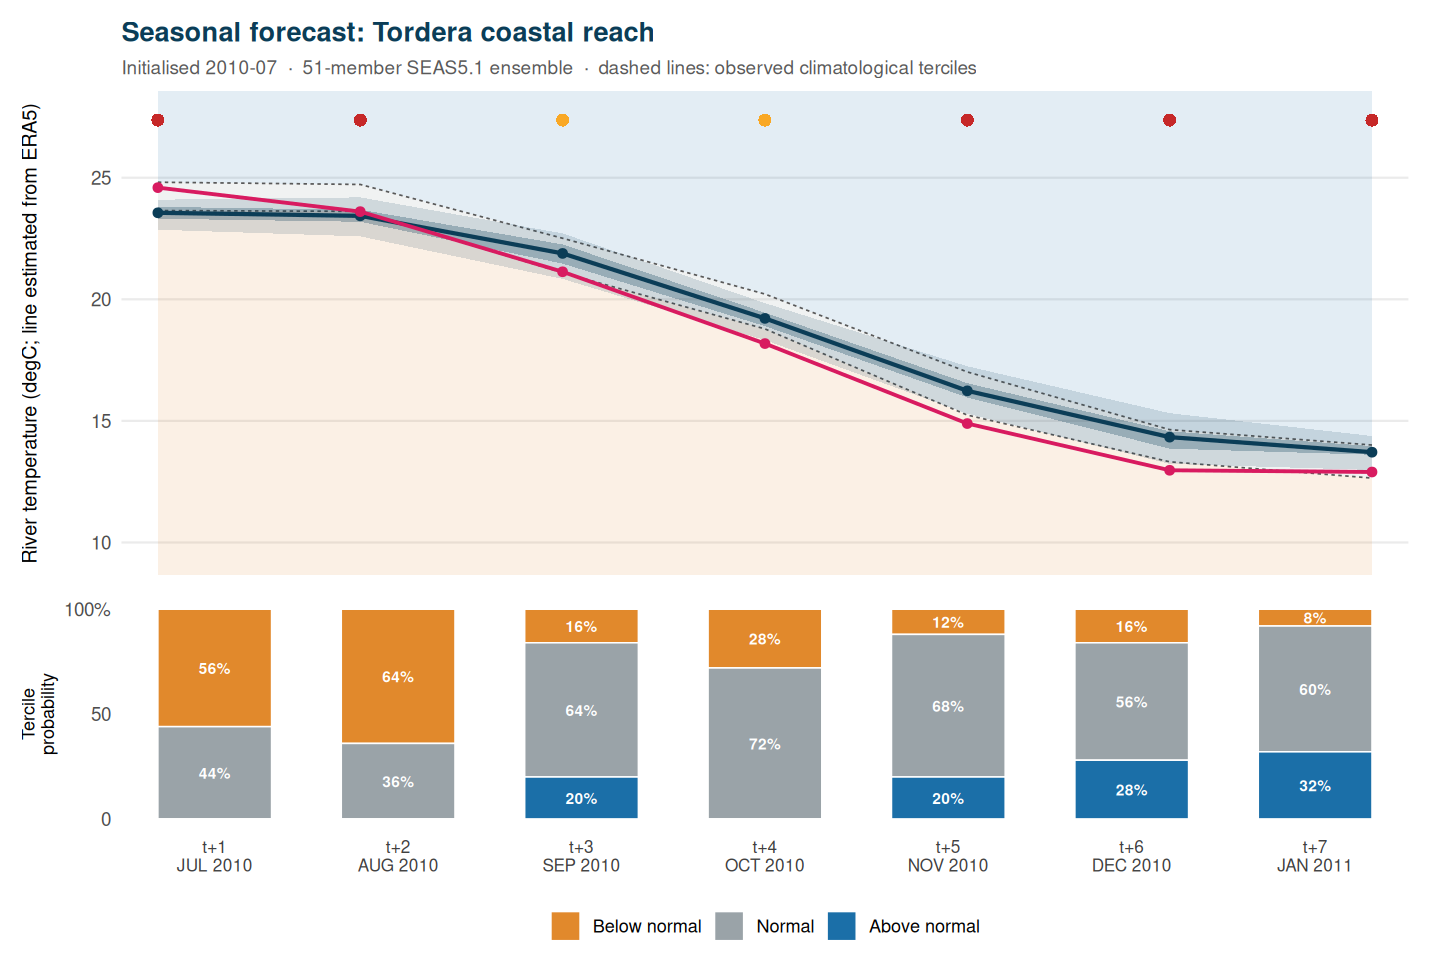 Seasonal forecast: Tordera coastal reach
Initialised 2010-07 · 51-member SEAS5.1 ensemble · dashed lines: observed climatological terciles
River temperature (degC; line estimated from ERA5)
25
20
15
10
Tercile
probability
100%
50
0
56%
44%
64%
36%
16%
64%
20%
28%
72%
12%
68%
20%
16%
56%
28%
8%
60%
32%
t+1
JUL 2010
t+2
AUG 2010
t+3
SEP 2010
t+4
OCT 2010
t+5
NOV 2010
t+6
DEC 2010
t+7
JAN 2011
Below normal
Normal
Above normal